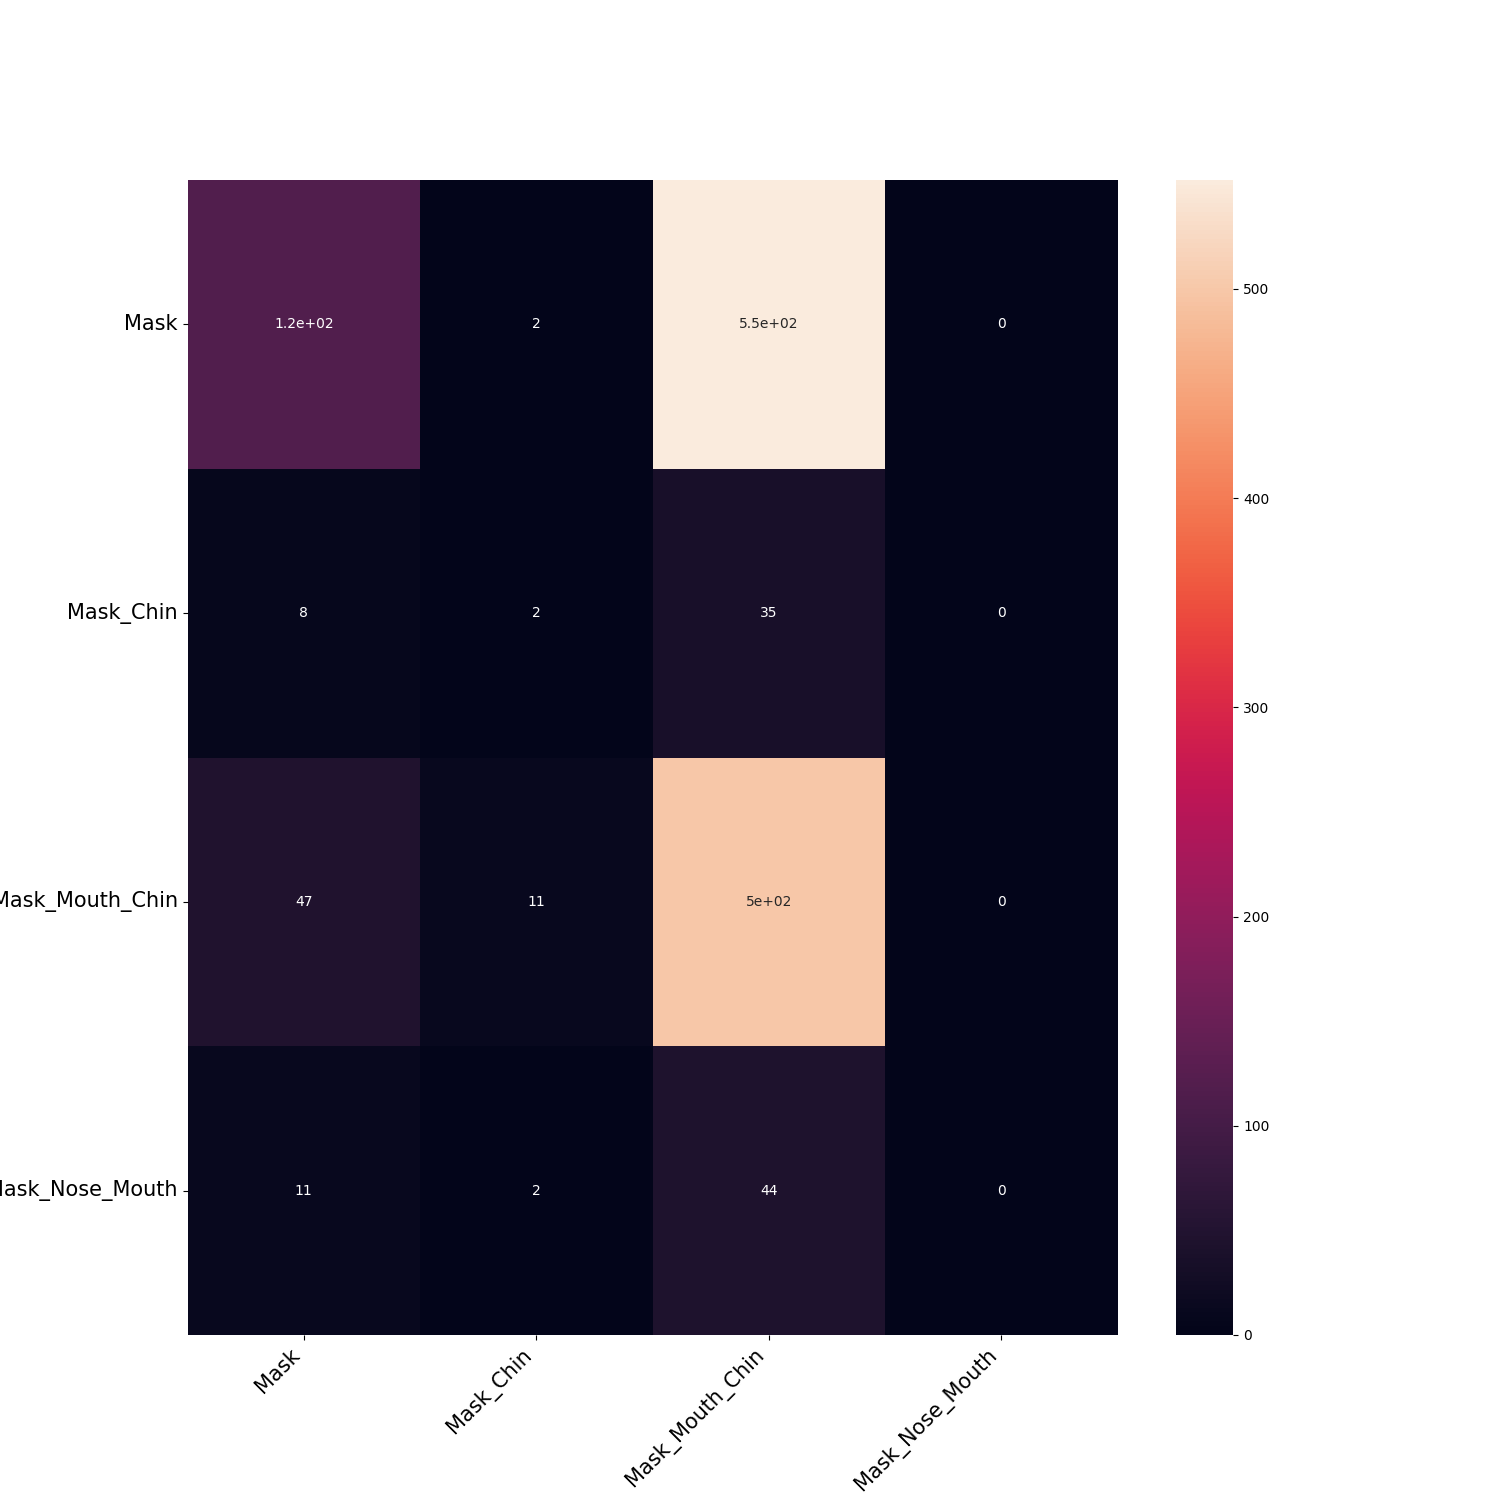 Mask 1.2e+02 2 5.5e+02 0
Mask_Chin 8 2 35 0
Mask_Mouth_Chin 47 11 5e+02 0
ask_Nose_Mouth 11 2 44 0
Mask Mask_Chin Mask_Mouth_Chin Mask_Nose_Mouth
500
400
300
200
100
0